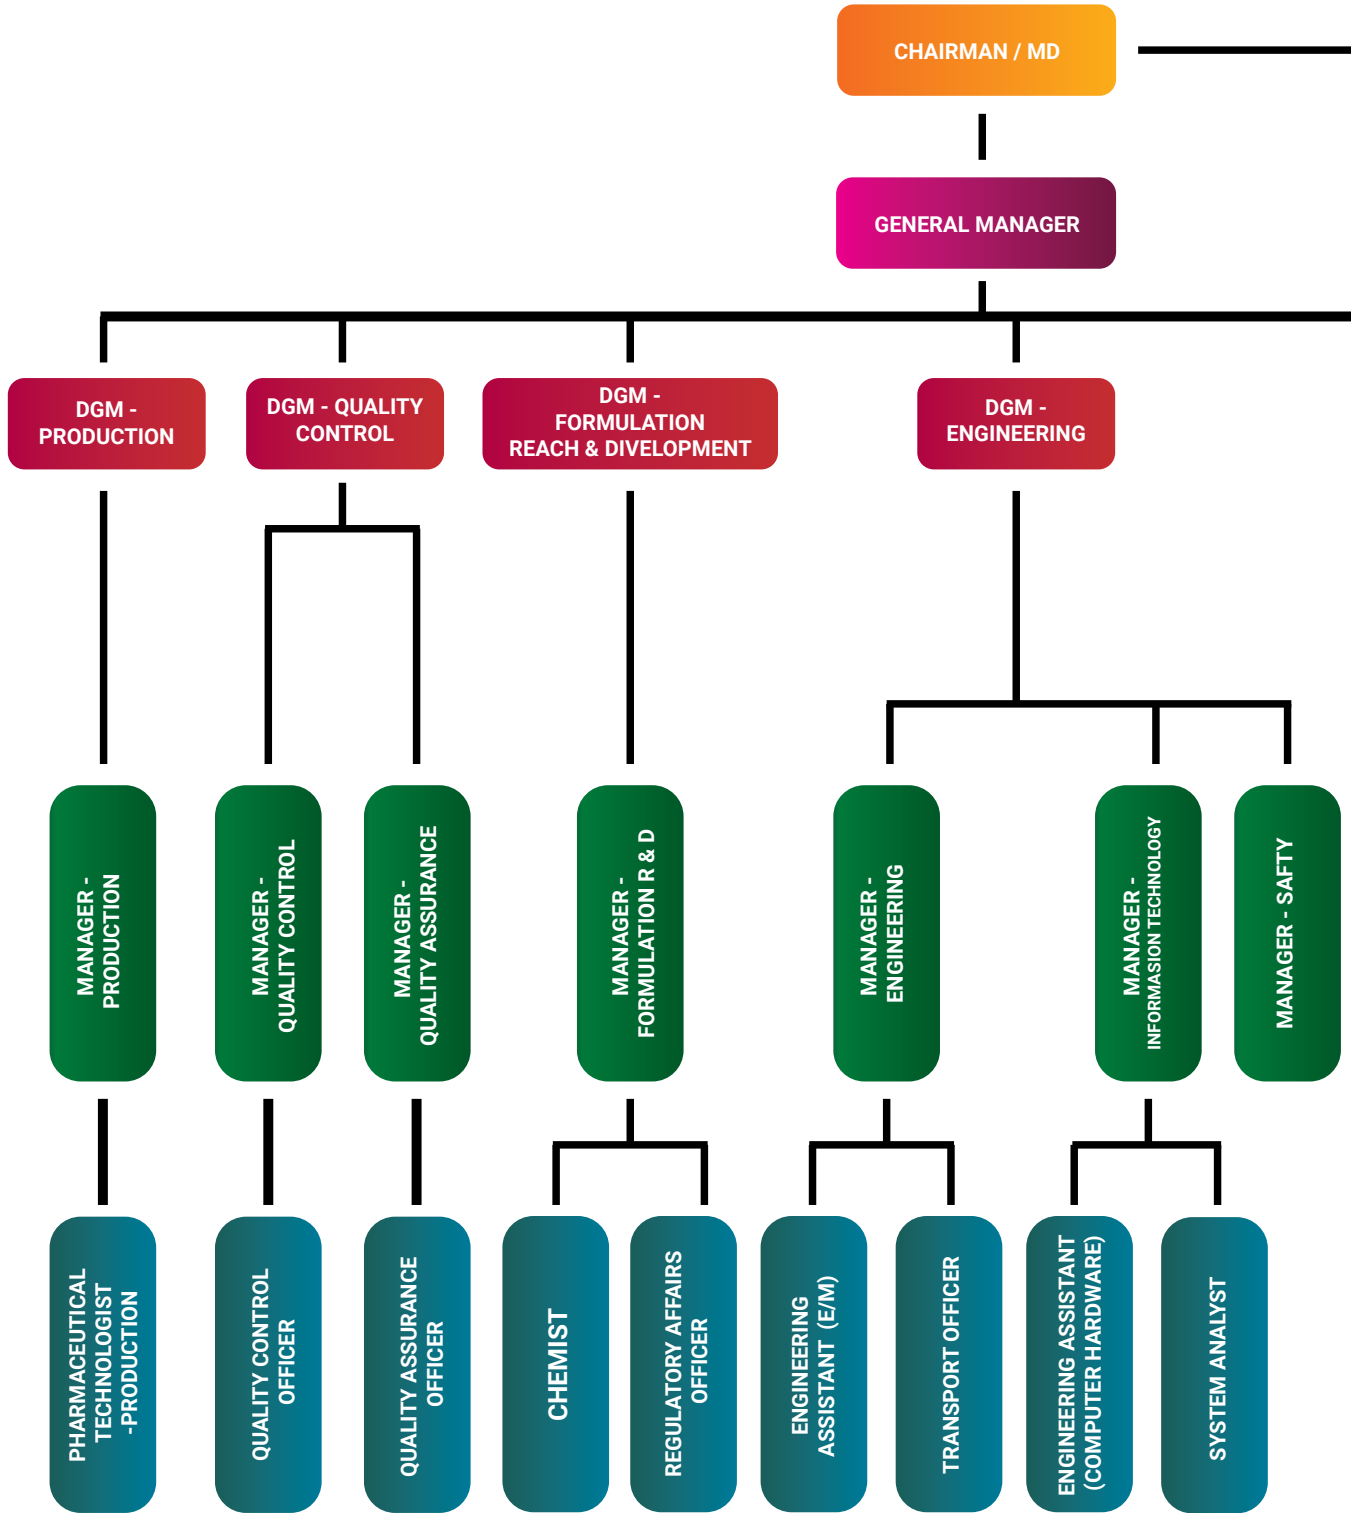 CHAIRMAN / MD
GENERAL MANAGER
DGM -
PRODUCTION
DGM - QUALITY
CONTROL
DGM -
FORMULATION
REACH & DIVELOPMENT
DGM -
ENGINEERING
MANAGER -
PRODUCTION
MANAGER -
QUALITY CONTROL
MANAGER -
QUALITY ASSURANCE
MANAGER -
FORMULATION R & D
MANAGER -
ENGINEERING
MANAGER -
INFORMASION TECHNOLOGY
MANAGER - SAFTY
PHARMACEUTICAL
TECHNOLOGIST
-PRODUCTION
QUALITY CONTROL
OFFICER
QUALITY ASSURANCE
OFFICER
CHEMIST
REGULATORY AFFAIRS
OFFICER
ENGINEERING
ASSISTANT (E/M)
TRANSPORT OFFICER
ENGINEERING ASSISTANT
(COMPUTER HARDWARE)
SYSTEM ANALYST